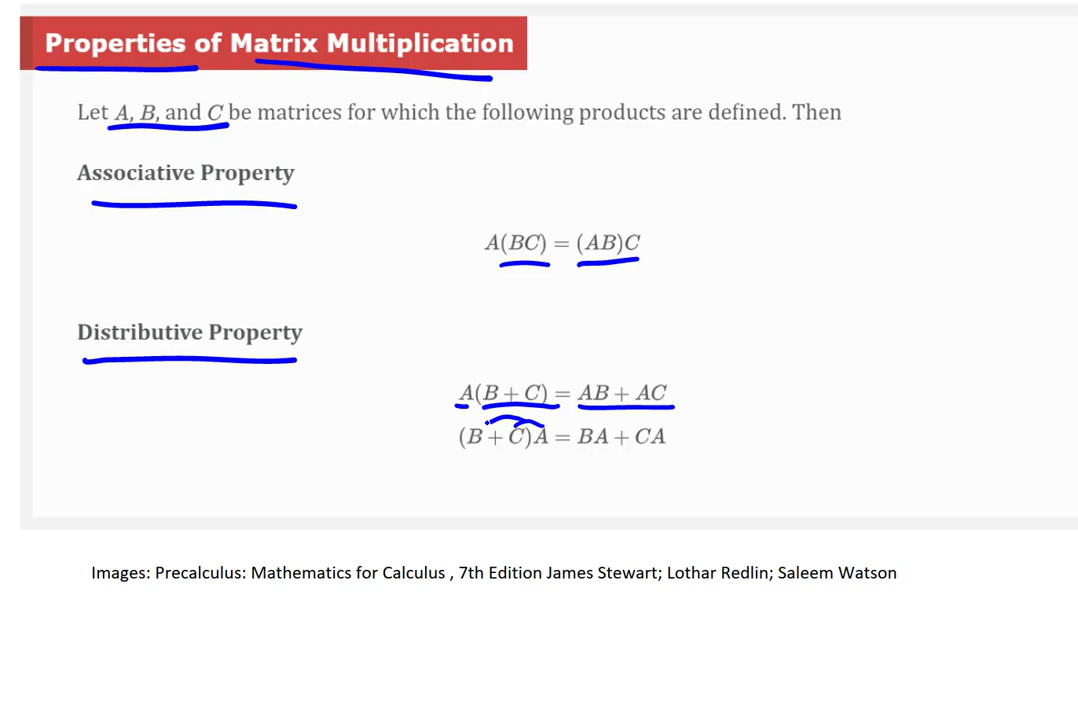 Properties of Matrix Multiplication
Let A, B, and C be matrices for which the following products are defined. Then
Associative Property
A(BC) = (AB)C
Distributive Property
A(B + C) = AB + AC
(B + C)A = BA + CA
Images: Precalculus: Mathematics for Calculus , 7th Edition James Stewart; Lothar Redlin; Saleem Watson